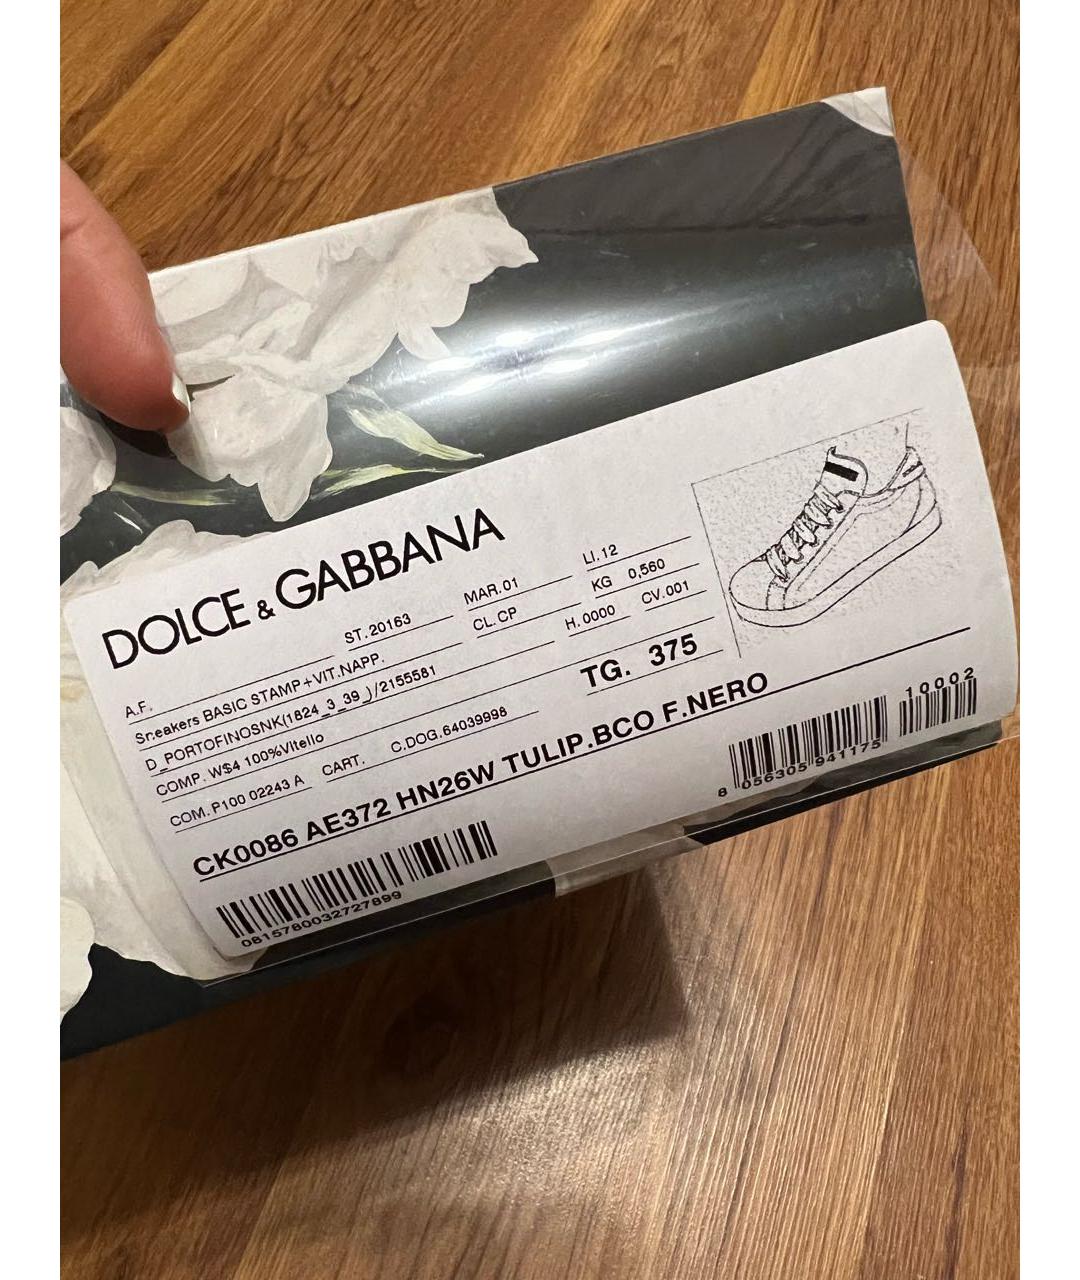 DOLCE & GABBANA
A.F. ST. 20163 MAR. 01 LI. 12
Sneakers BASIC STAMP+VIT.NAPP. CL. CP KG 0,560
D_PORTOFINOSNK(1824_3_39_)/2155581 H. 0000 CV. 001
COMP. W$4 100%Vitello TG. 375
COM. P100 02243 A CART. C.DOG. 64039998
CK0086 AE372 HN26W TULIP.BCO F.NERO
10002
8 056305 941175
0815780032727899